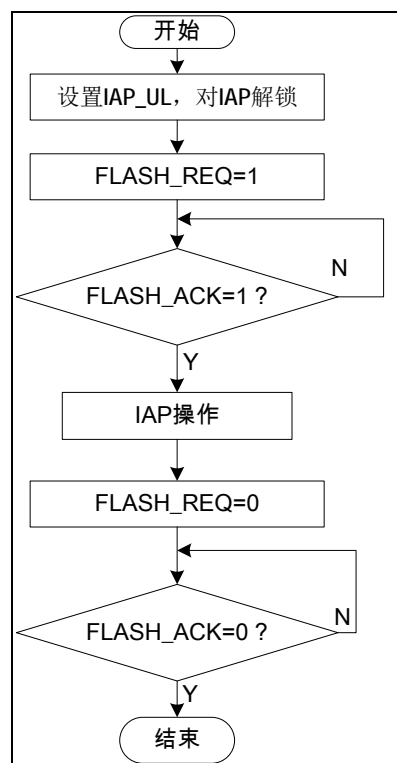 开始
设置IAP_UL，对IAP解锁
FLASH_REQ=1
N
FLASH_ACK=1 ?
Y
IAP操作
FLASH_REQ=0
N
FLASH_ACK=0 ?
Y
结束